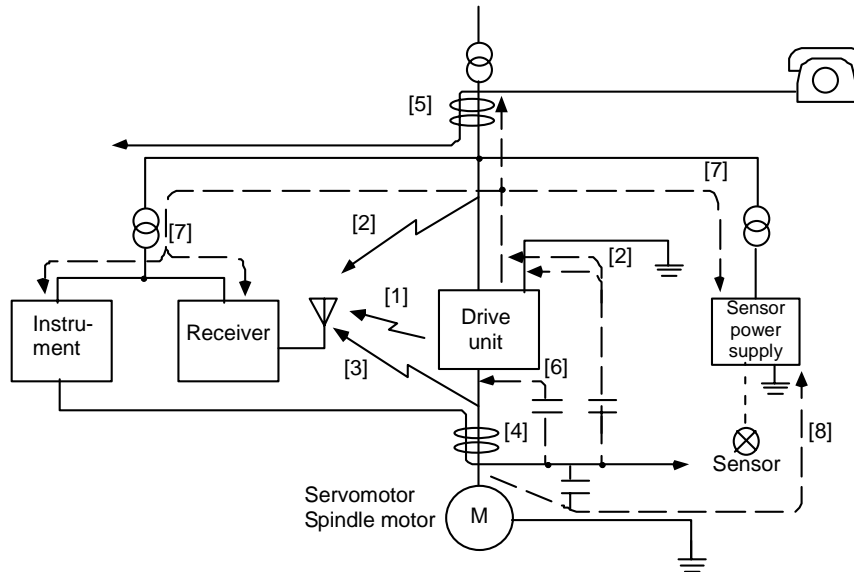 [5]
[7]
[2]
[7]
[2]
[1]
Instru-
ment
Receiver
Drive
unit
Sensor
power
supply
[3]
[6]
[4]
[8]
Sensor
Servomotor
Spindle motor
M